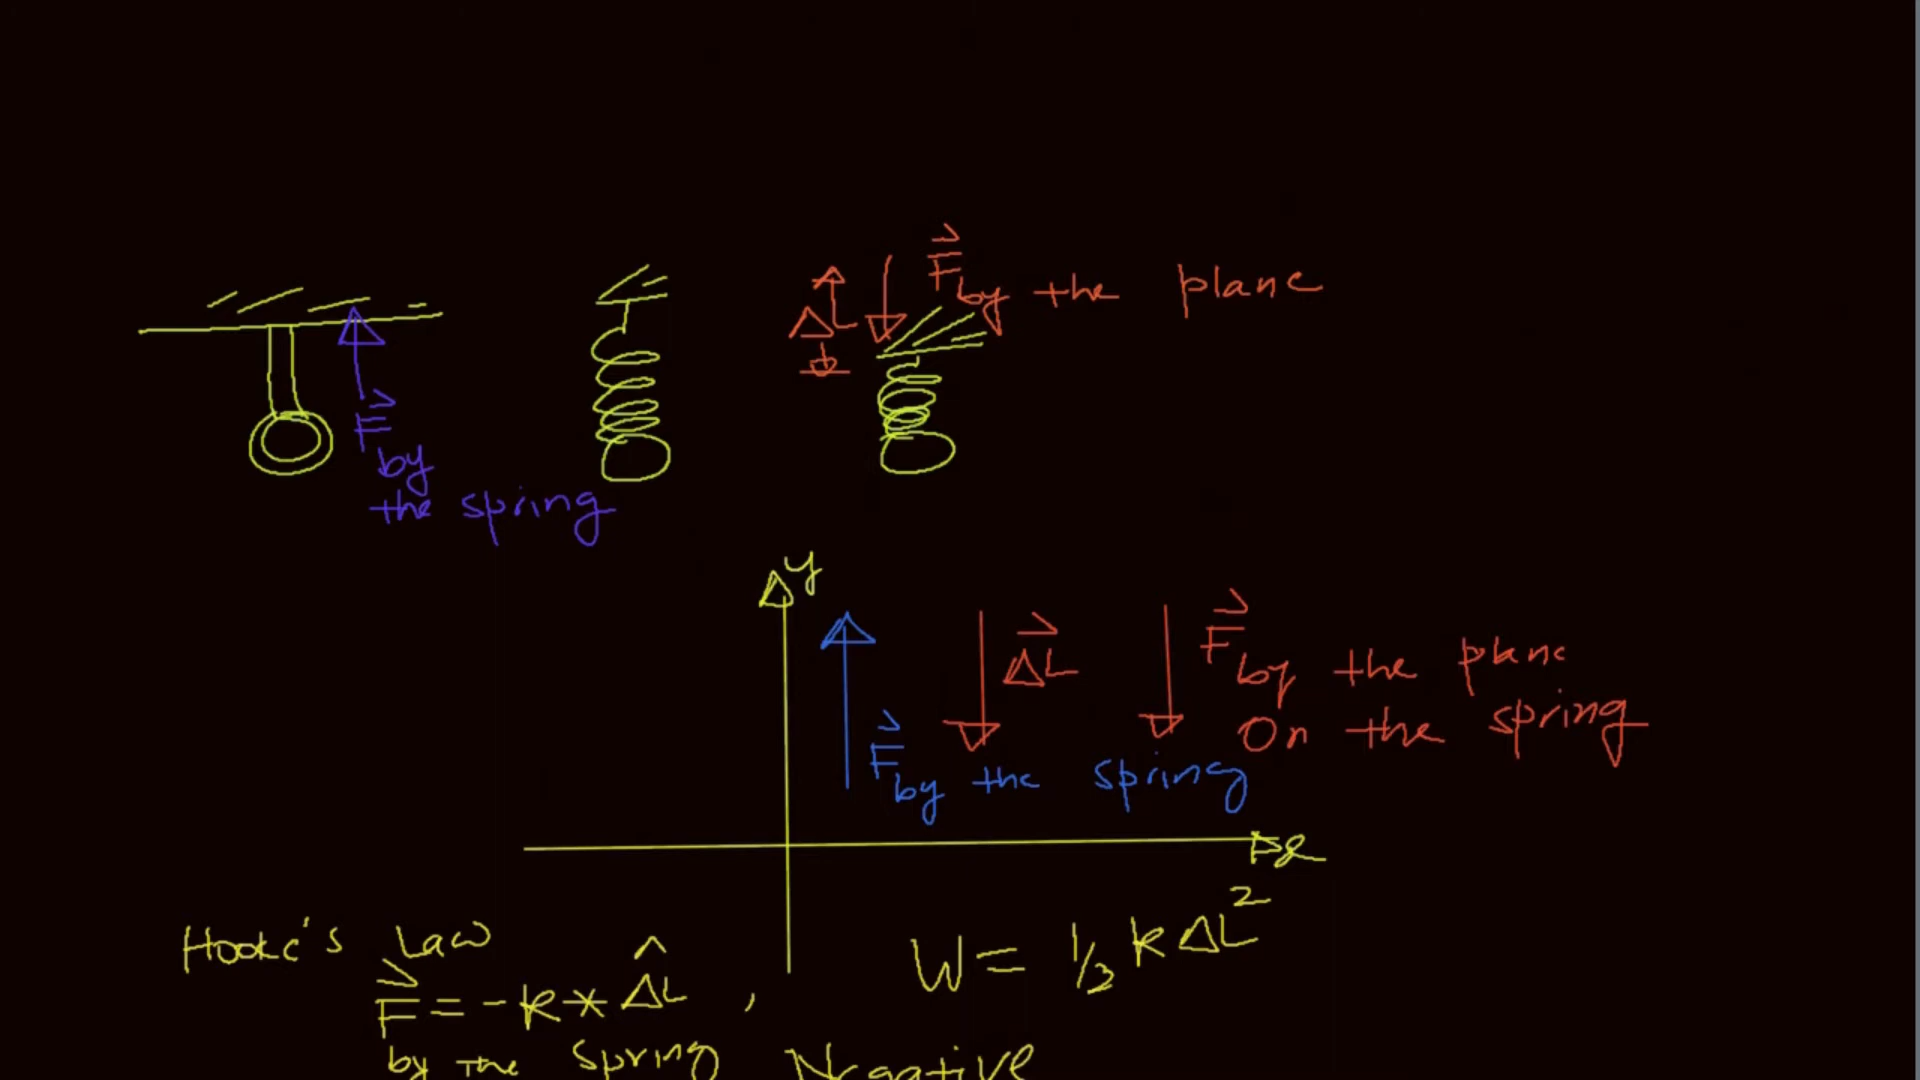 F⃗ by the plane
ΔL
F⃗
by
the spring
y
ΔL⃗
F⃗ by the plane
On the spring
F⃗ by the spring
x
Hooke's Law
W = 1/2 k ΔL²
F⃗ = -k * ΔL̂ ,
by the spring Negative